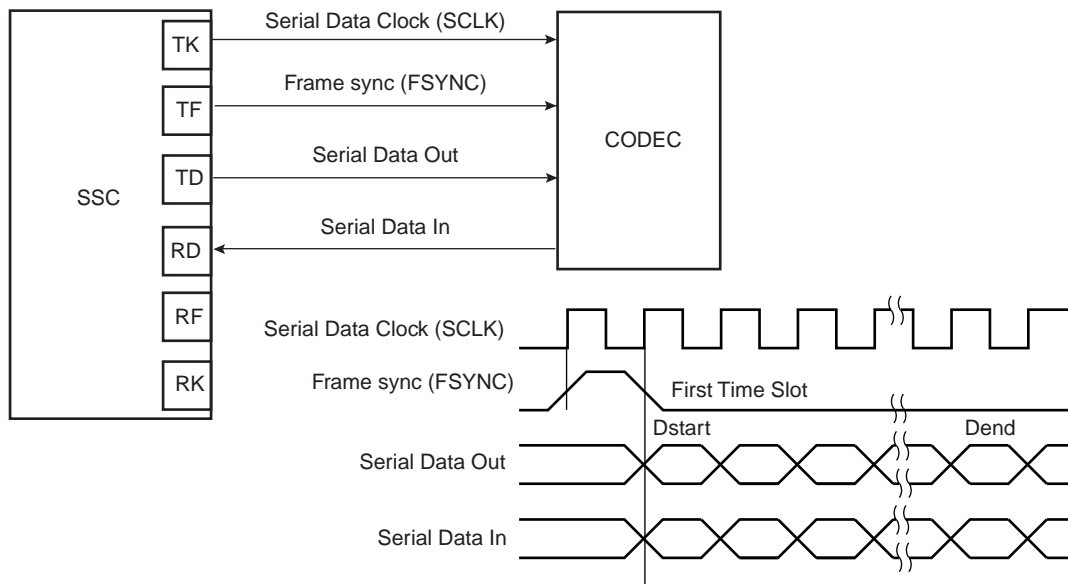 SSC
TK
TF
TD
RD
RF
RK
Serial Data Clock (SCLK)
Frame sync (FSYNC)
Serial Data Out
Serial Data In
CODEC
Serial Data Clock (SCLK)
Frame sync (FSYNC)
First Time Slot
Dstart
Dend
Serial Data Out
Serial Data In